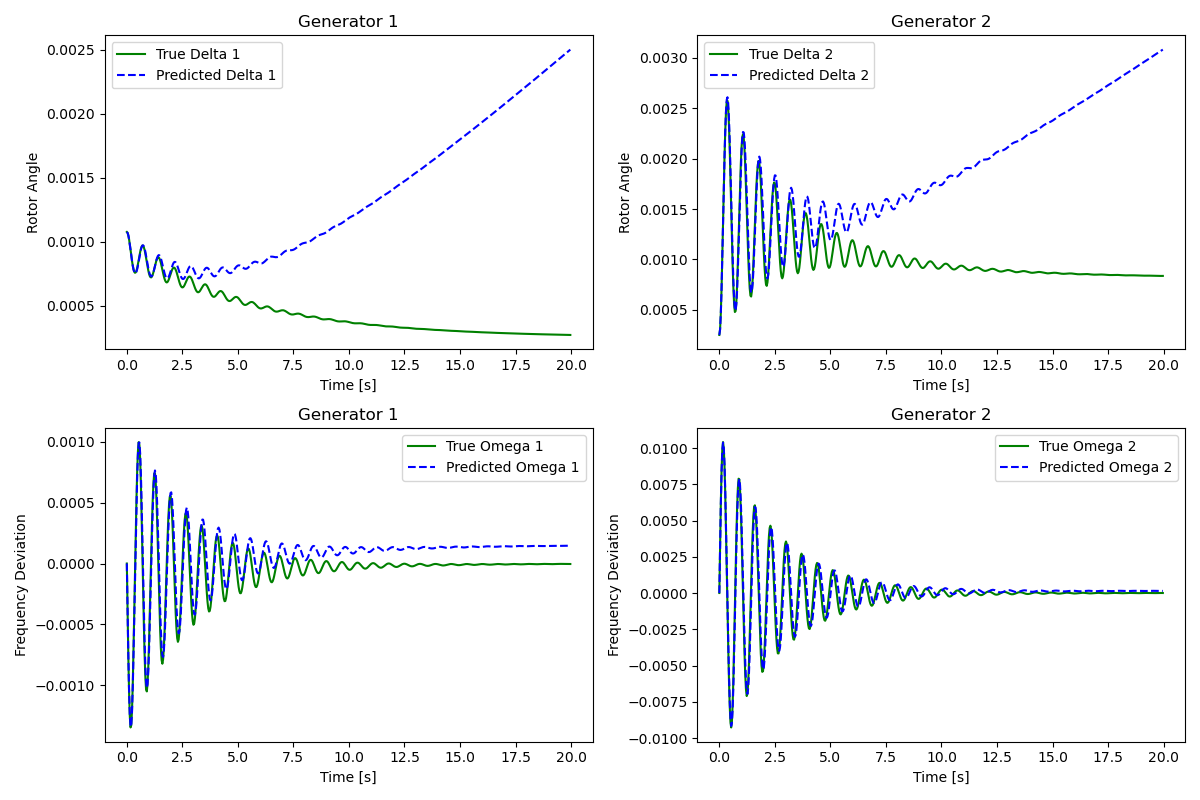 Generator 1
True Delta 1
Predicted Delta 1
Rotor Angle
0.0025
0.0020
0.0015
0.0010
0.0005
0.0 2.5 5.0 7.5 10.0 12.5 15.0 17.5 20.0
Time [s]
Generator 2
True Delta 2
Predicted Delta 2
Rotor Angle
0.0030
0.0025
0.0020
0.0015
0.0010
0.0005
0.0 2.5 5.0 7.5 10.0 12.5 15.0 17.5 20.0
Time [s]
Generator 1
True Omega 1
Predicted Omega 1
Frequency Deviation
0.0010
0.0005
0.0000
−0.0005
−0.0010
0.0 2.5 5.0 7.5 10.0 12.5 15.0 17.5 20.0
Time [s]
Generator 2
True Omega 2
Predicted Omega 2
Frequency Deviation
0.0100
0.0075
0.0050
0.0025
0.0000
−0.0025
−0.0050
−0.0075
−0.0100
0.0 2.5 5.0 7.5 10.0 12.5 15.0 17.5 20.0
Time [s]